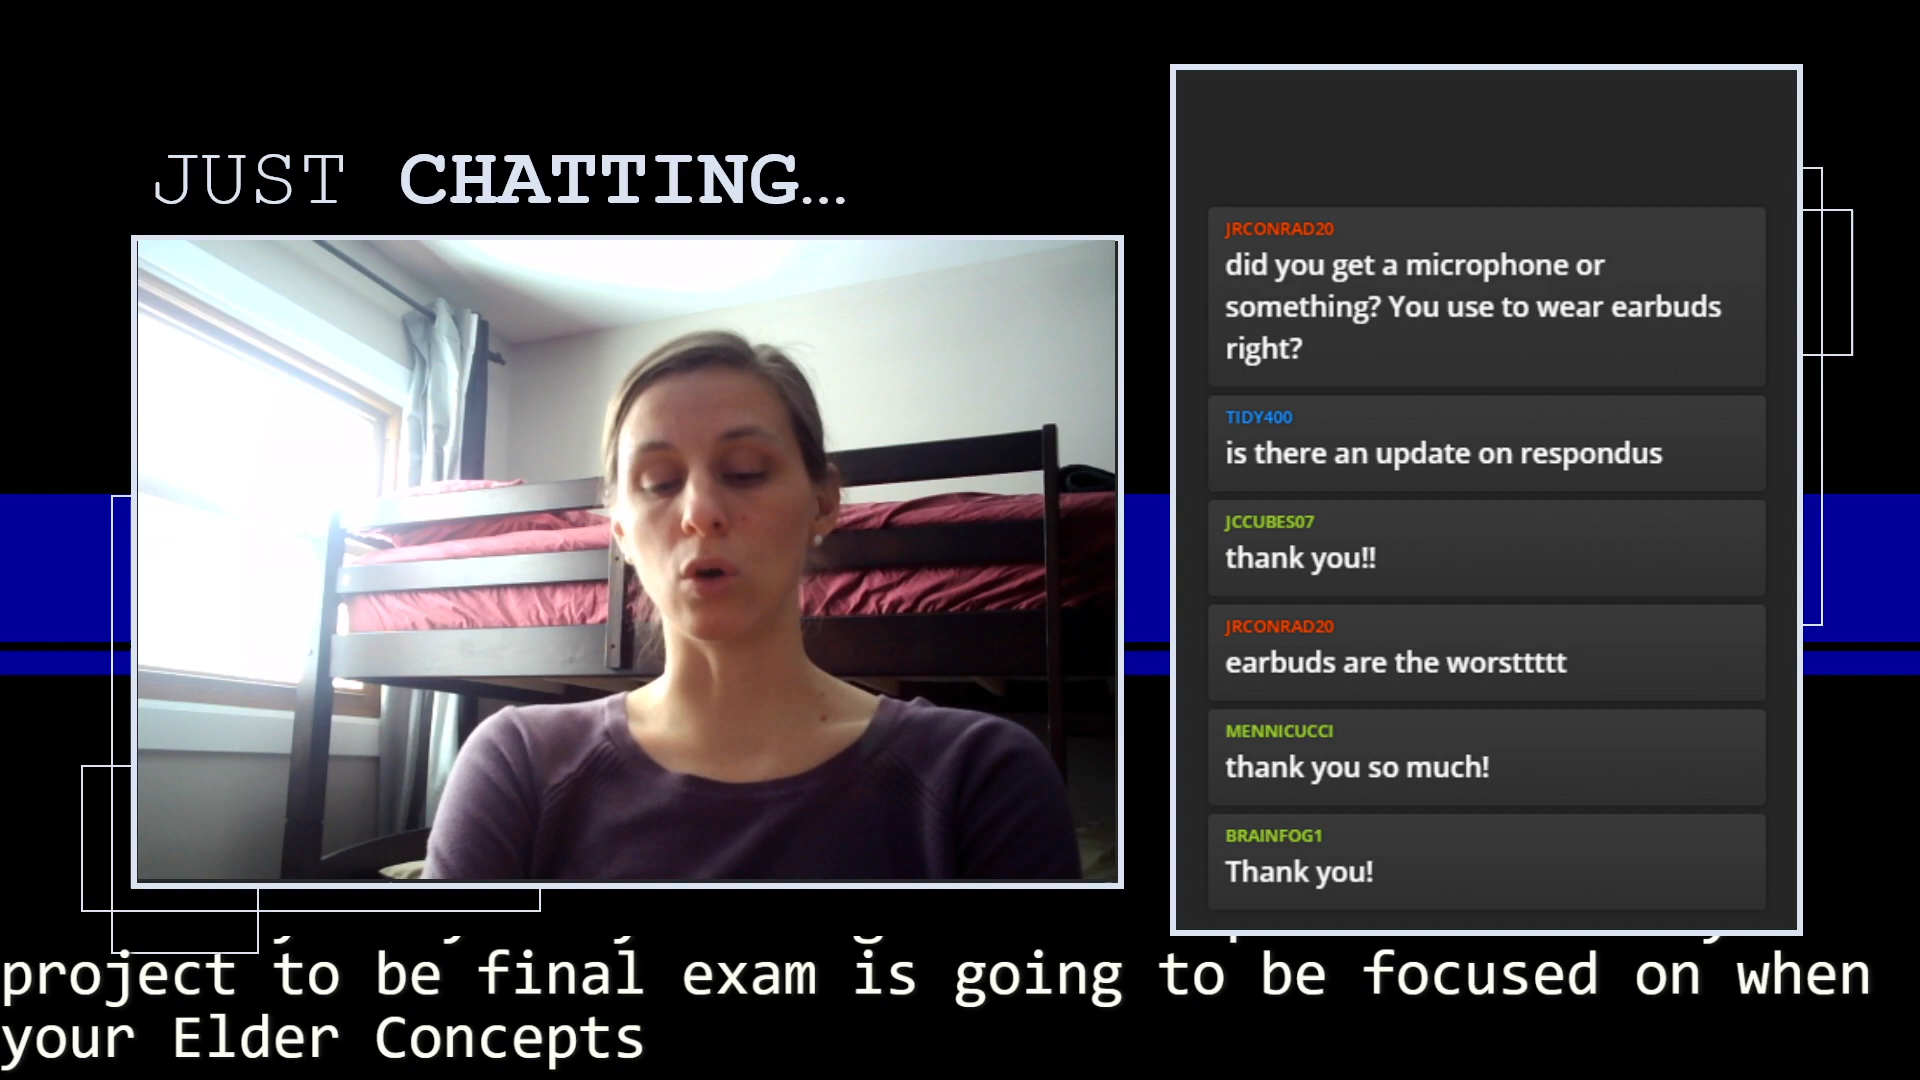 JUST CHATTING...
JRCONRAD20
did you get a microphone or
something? You use to wear earbuds
right?
TIDY400
is there an update on respondus
JCCUBES07
thank you!!
JRCONRAD20
earbuds are the worsttttt
MENNICUCCI
thank you so much!
BRAINFOG1
Thank you!
project to be final exam is going to be focused on when
your Elder Concepts